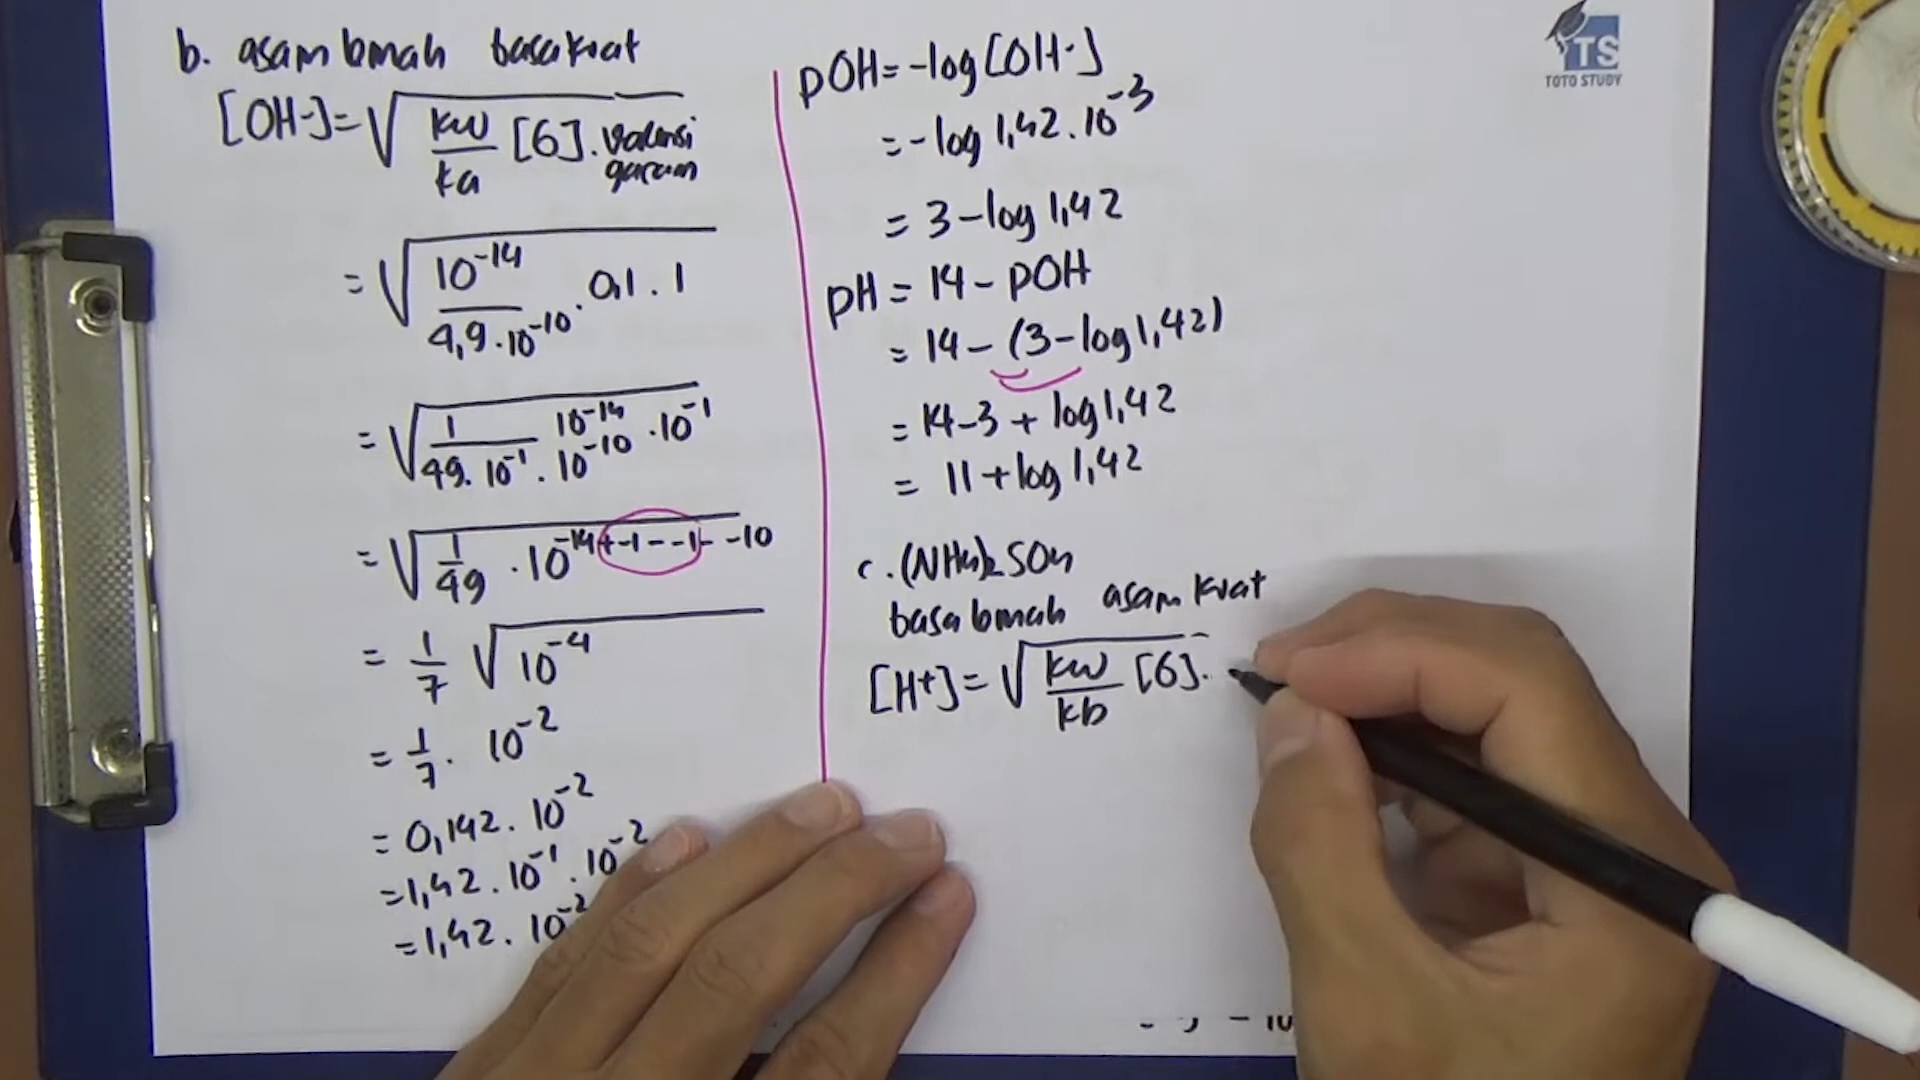 b. asam lemah basa kuat
[OH-] = √ kw/ka [G]. valensi garam
= √ 10⁻¹⁴/4,9 . 10⁻¹⁰ . 0,1 . 1
= √ 1/49 . 10⁻¹ 10⁻¹⁴/10⁻¹⁰ . 10⁻¹
= √ 1/49 . 10⁻¹⁴⁺⁻¹⁻⁻¹⁻⁻¹⁰
= 1/7 √ 10⁻⁴
= 1/7 . 10⁻²
= 0,142 . 10⁻²
= 1,42 . 10⁻¹ . 10⁻²
= 1,42 . 10
pOH = -log [OH-]
= -log 1,42 . 10⁻³
= 3 - log 1,42
pH = 14 - pOH
= 14 - (3 - log 1,42)
= 14 - 3 + log 1,42
= 11 + log 1,42
c. (NH4)2 SO4
basa lemah asam kuat
[H+] = √ kw/kb [G].
TS
TOTO STUDY